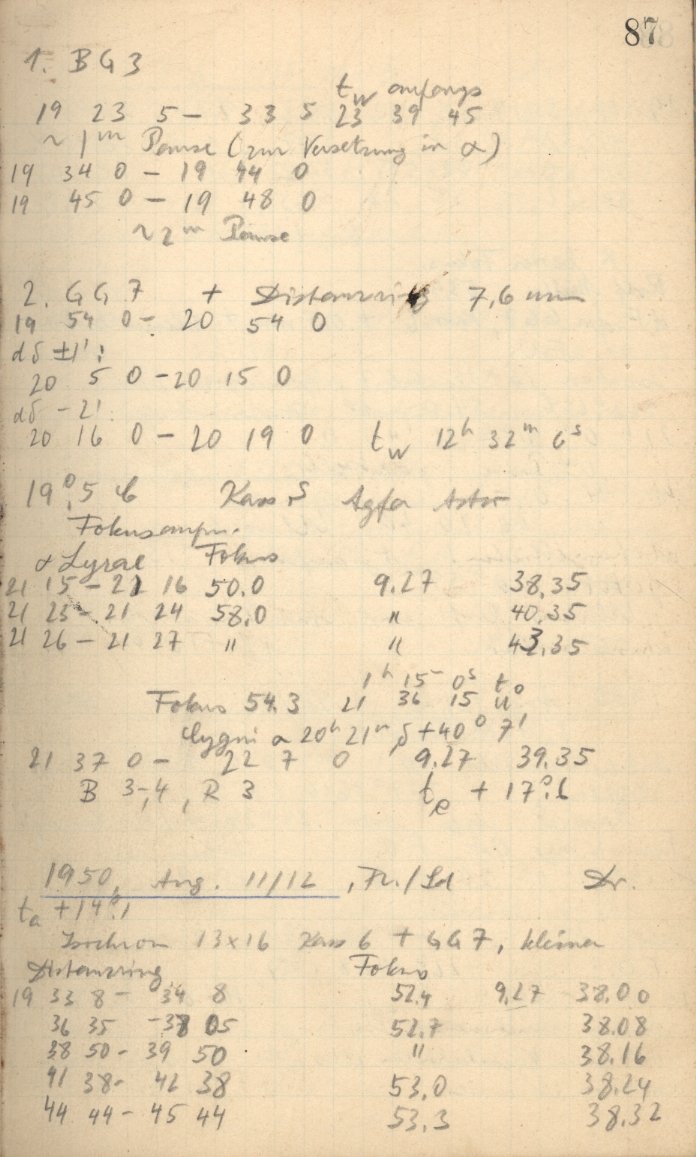 87
1. BG3
t_w anfangs
19 23 5 - 33 5 23 39 45
~ 1^m Pause (zur Versetzung in α)
19 34 0 - 19 44 0
19 45 0 - 19 48 0
~ 2^m Pause
2. GG7 + Distanzring 7,6 mm
19 54 0 - 20 54 0
dδ ±1':
20 5 0 - 20 15 0
dδ - 2'
20 16 0 - 20 19 0 t_w 12^h 32^m 6^s
19°,5 C Kass. 5 Agfa Astro
Fokusaufn.
α Lyrae Fokus
21 15 - 21 16 50.0 9.27 38,35
21 23 - 21 24 58,0 " 40,35
21 26 - 21 27 " " 42,35
1^h 15^m 0^s t°
Fokus 54.3 21 36 15
Cygni α 20^h 21^m, δ +40° 7'
21 37 0 - 22 7 0 9.27 39.35
B 3-4, R 3 t_e + 17°.6
1950, Aug. 11/12, Fr./Sd Dr.
t_a +14°.1
Isochrom 13x16 Kass 6 + GG7, kleiner
Distanzring Fokus
19 33 8 - 34 8 52,4 9.27 38.00
36 35 - 37 05 52.7 38.08
38 50 - 39 50 " 38.16
41 38 - 42 38 53,0 38,24
44 44 - 45 44 53,3 38,32